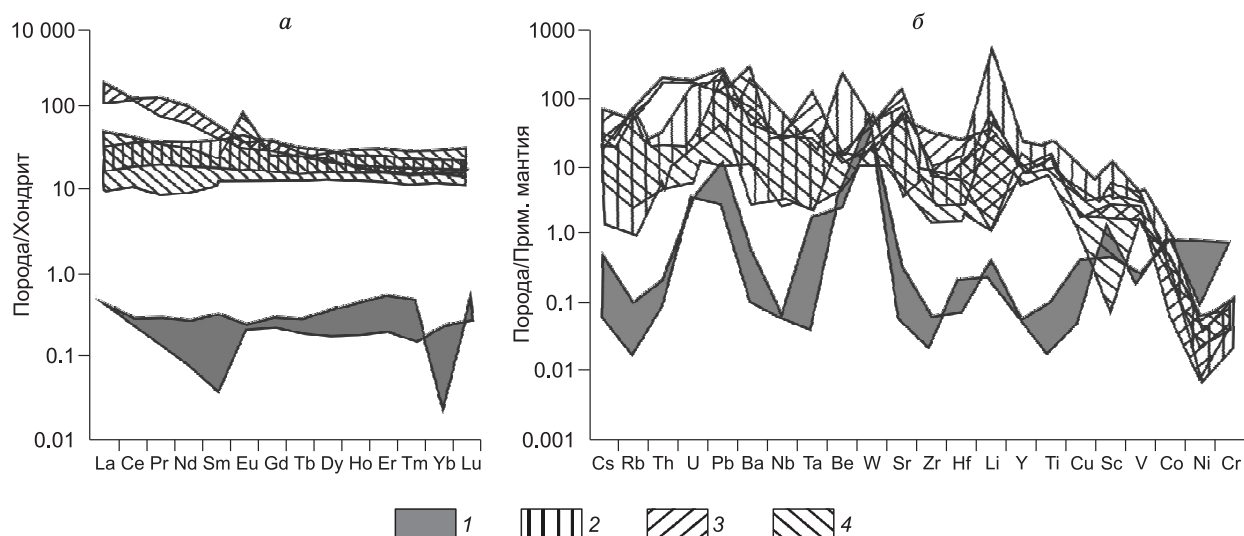 а
Порода/Хондрит
10 000
100
10
1.0
0.1
0.01
La Ce Pr Nd Sm Eu Gd Tb Dy Ho Er Tm Yb Lu
б
Порода/Прим. мантия
1000
100
10
1.0
0.1
0.01
0.001
Cs Rb Th U Pb Ba Nb Ta Be W Sr Zr Hf Li Y Ti Cu Sc V Co Ni Cr
1 2 3 4